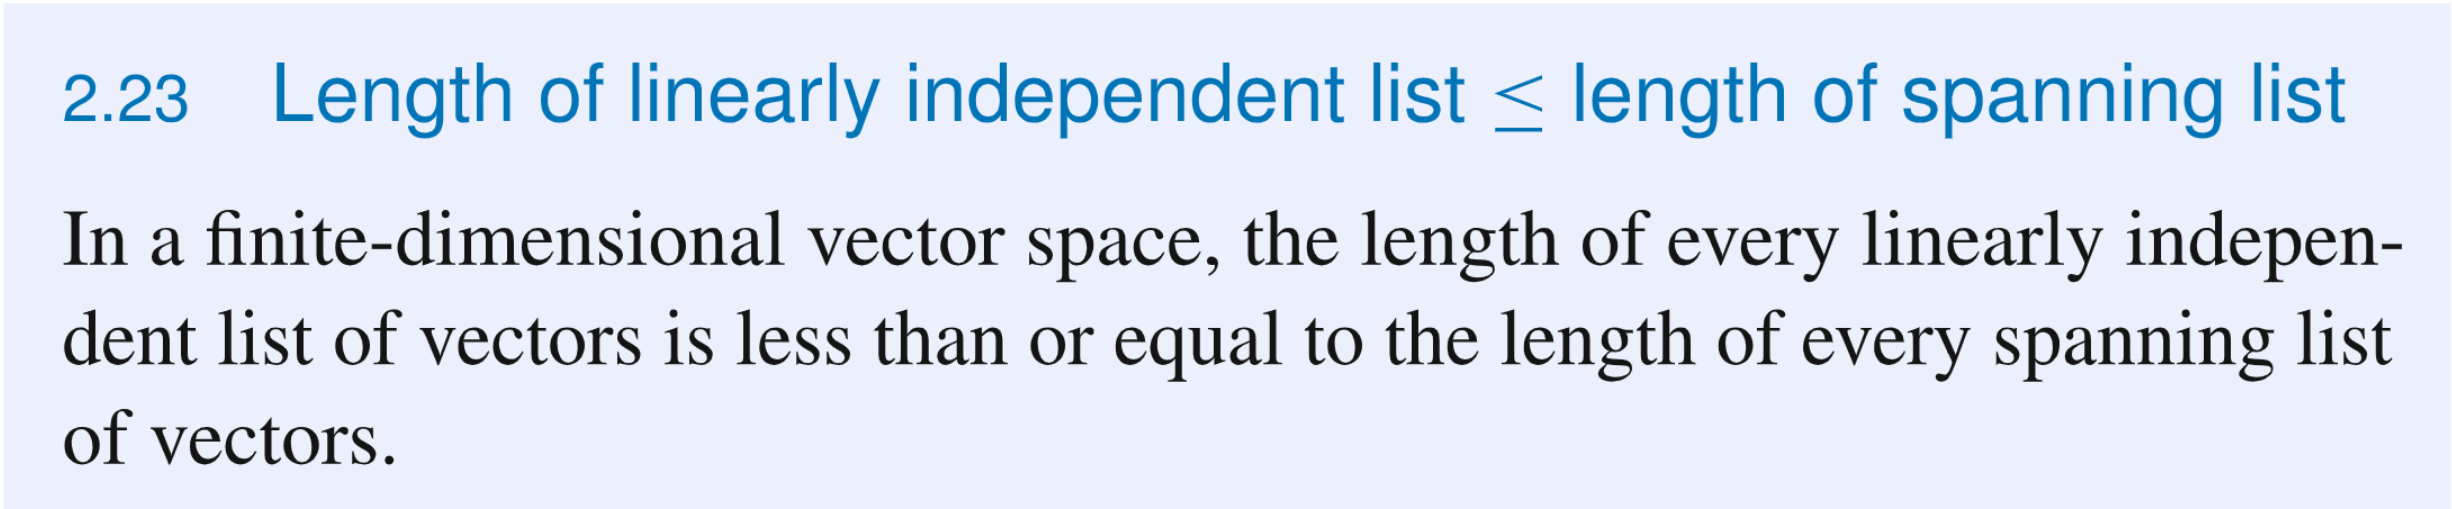 2.23 Length of linearly independent list ≤ length of spanning list
In a finite-dimensional vector space, the length of every linearly indepen-
dent list of vectors is less than or equal to the length of every spanning list
of vectors.